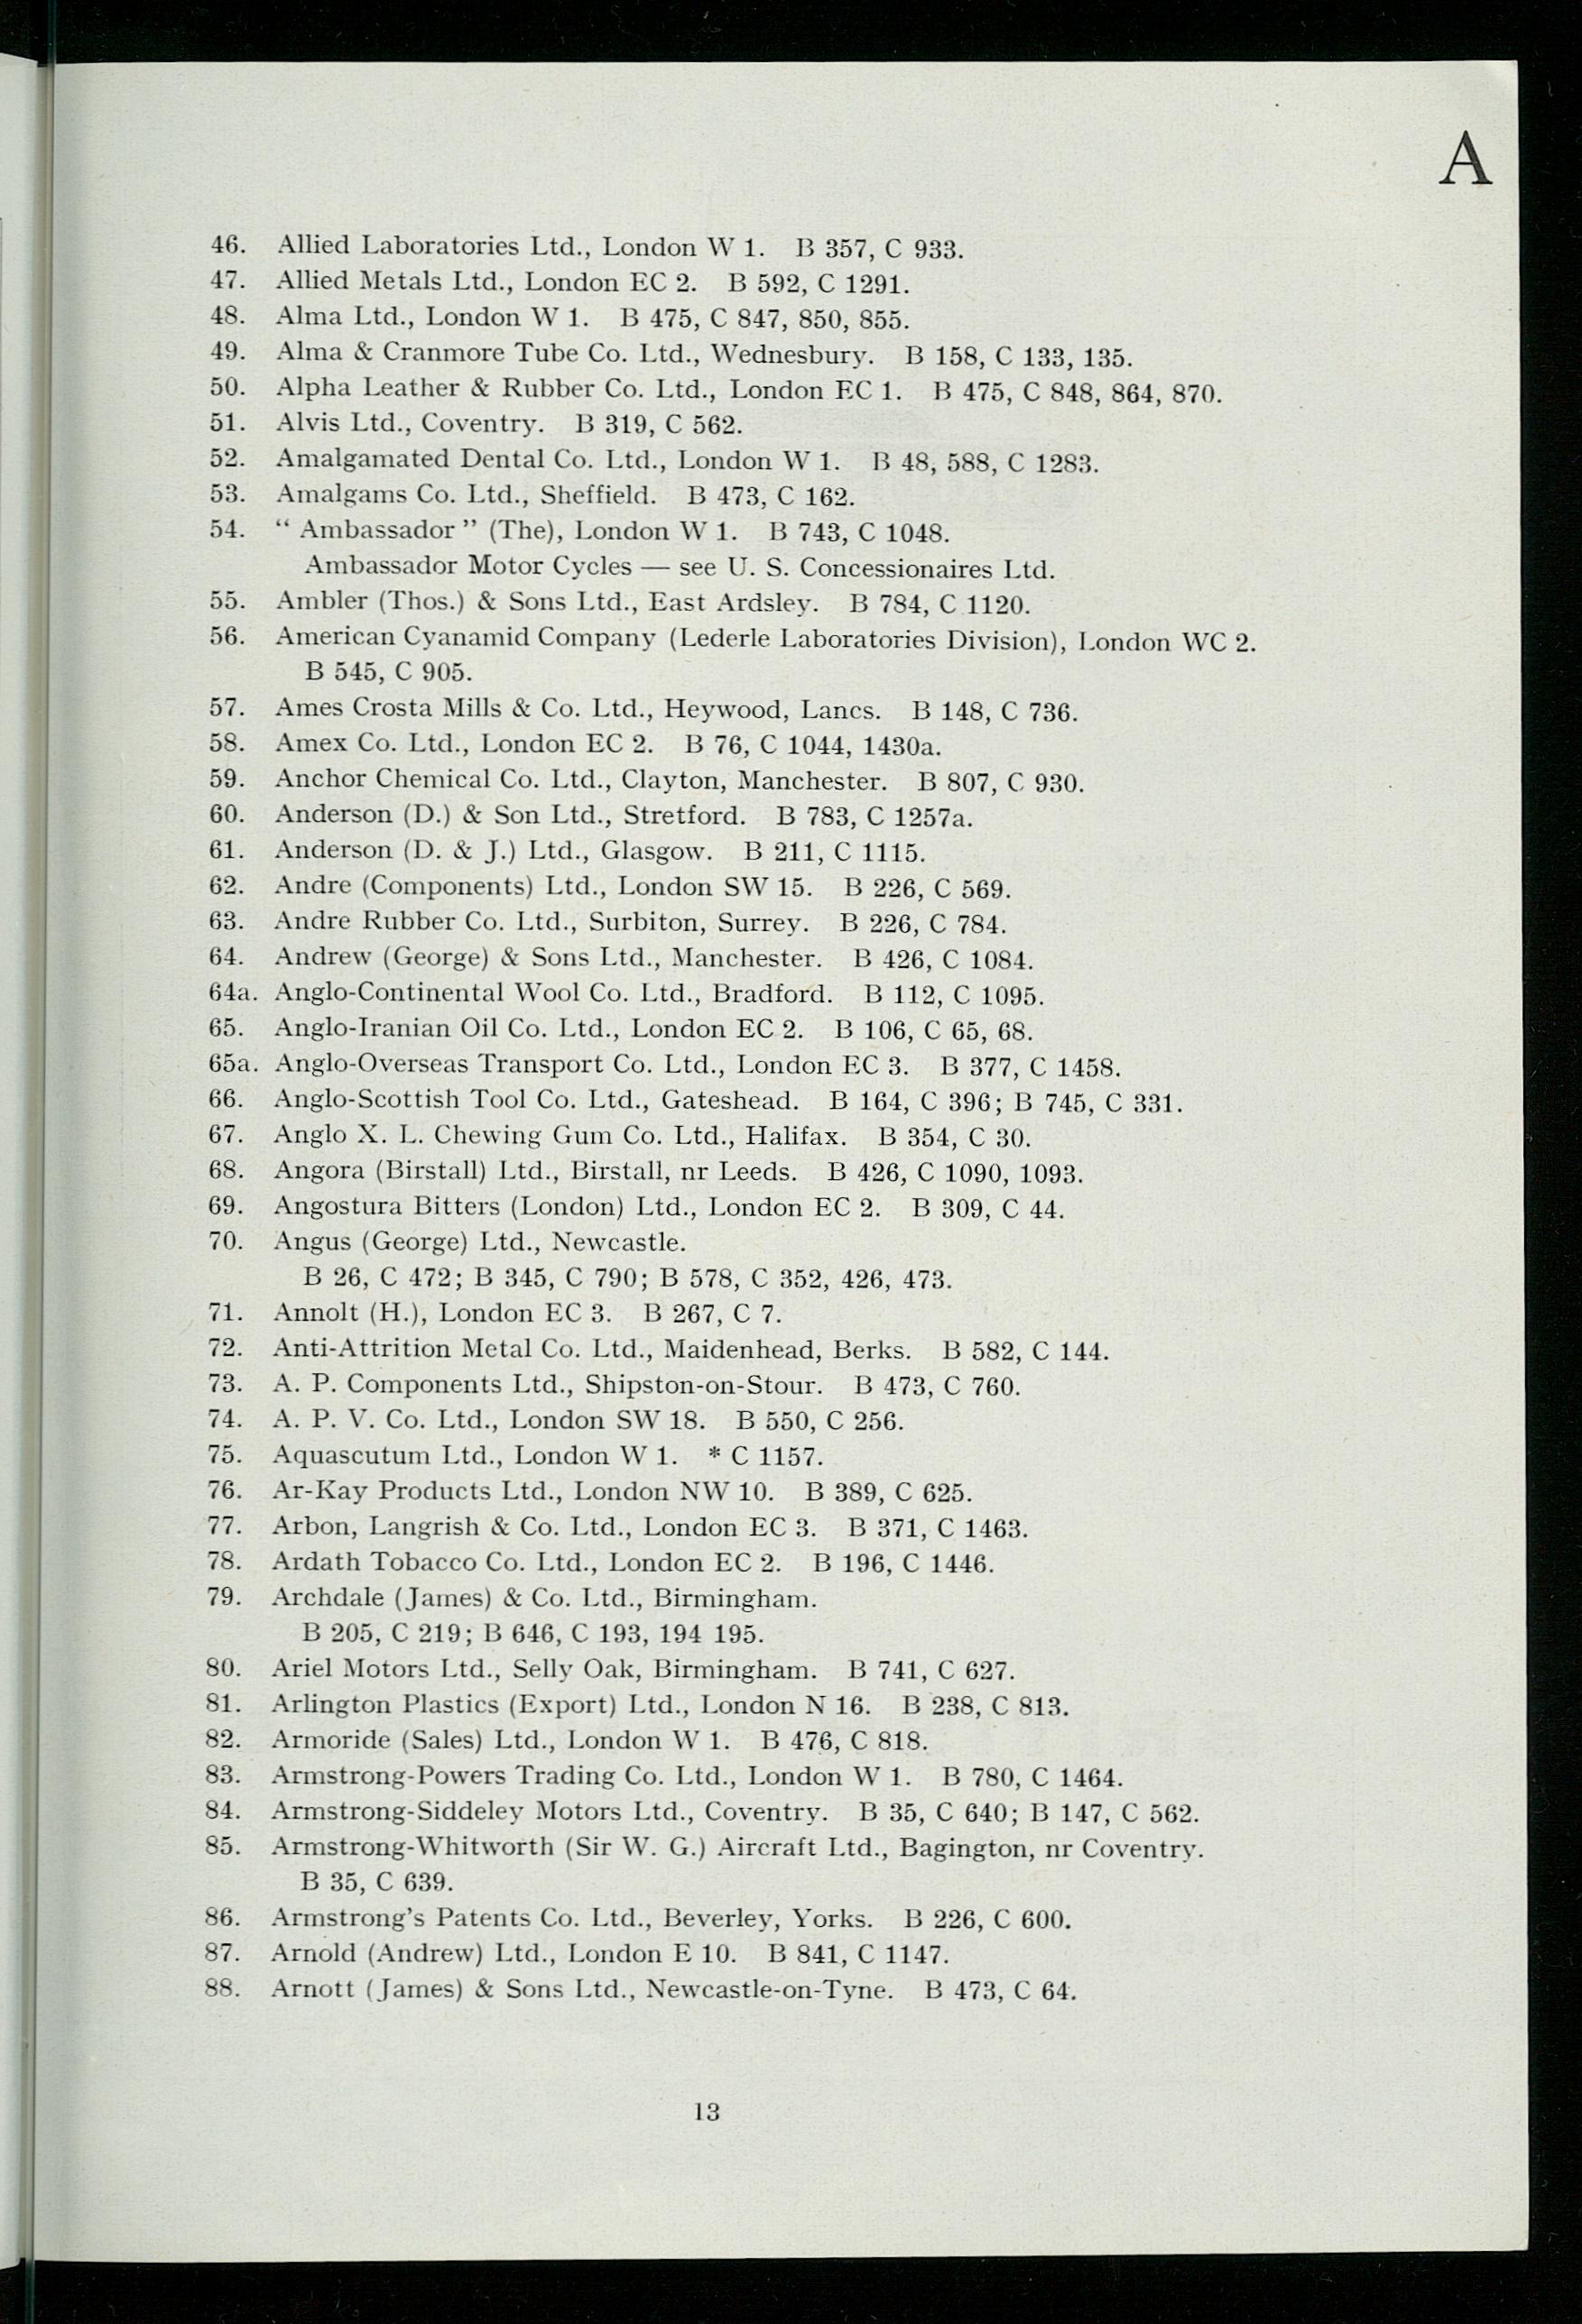 A
46. Allied Laboratories Ltd., London W 1. B 357, C 933.
47. Allied Metals Ltd., London EC 2. B 592, C 1291.
48. Alma Ltd., London W 1. B 475, C 847, 850, 855.
49. Alma & Cranmore Tube Co. Ltd., Wednesbury. B 158, C 133, 135.
50. Alpha Leather & Rubber Co. Ltd., London EC 1. B 475, C 848, 864, 870.
51. Alvis Ltd., Coventry. B 319, C 562.
52. Amalgamated Dental Co. Ltd., London W 1. B 48, 588, C 1283.
53. Amalgams Co. Ltd., Sheffield. B 473, C 162.
54. “ Ambassador ” (The), London W 1. B 743, C 1048.
Ambassador Motor Cycles — see U. S. Concessionaires Ltd.
55. Ambler (Thos.) & Sons Ltd., East Ardsley. B 784, C 1120.
56. American Cyanamid Company (Lederle Laboratories Division), London WC 2.
B 545, C 905.
57. Ames Crosta Mills & Co. Ltd., Heywood, Lancs. B 148, C 736.
58. Amex Co. Ltd., London EC 2. B 76, C 1044, 1430a.
59. Anchor Chemical Co. Ltd., Clayton, Manchester. B 807, C 930.
60. Anderson (D.) & Son Ltd., Stretford. B 783, C 1257a.
61. Anderson (D. & J.) Ltd., Glasgow. B 211, C 1115.
62. Andre (Components) Ltd., London SW 15. B 226, C 569.
63. Andre Rubber Co. Ltd., Surbiton, Surrey. B 226, C 784.
64. Andrew (George) & Sons Ltd., Manchester. B 426, C 1084.
64a. Anglo-Continental Wool Co. Ltd., Bradford. B 112, C 1095.
65. Anglo-Iranian Oil Co. Ltd., London EC 2. B 106, C 65, 68.
65a. Anglo-Overseas Transport Co. Ltd., London EC 3. B 377, C 1458.
66. Anglo-Scottish Tool Co. Ltd., Gateshead. B 164, C 396; B 745, C 331.
67. Anglo X. L. Chewing Gum Co. Ltd., Halifax. B 354, C 30.
68. Angora (Birstall) Ltd., Birstall, nr Leeds. B 426, C 1090, 1093.
69. Angostura Bitters (London) Ltd., London EC 2. B 309, C 44.
70. Angus (George) Ltd., Newcastle.
B 26, C 472; B 345, C 790; B 578, C 352, 426, 473.
71. Annolt (H.), London EC 3. B 267, C 7.
72. Anti-Attrition Metal Co. Ltd., Maidenhead, Berks. B 582, C 144.
73. A. P. Components Ltd., Shipston-on-Stour. B 473, C 760.
74. A. P. V. Co. Ltd., London SW 18. B 550, C 256.
75. Aquascutum Ltd., London W 1. * C 1157.
76. Ar-Kay Products Ltd., London NW 10. B 389, C 625.
77. Arbon, Langrish & Co. Ltd., London EC 3. B 371, C 1463.
78. Ardath Tobacco Co. Ltd., London EC 2. B 196, C 1446.
79. Archdale (James) & Co. Ltd., Birmingham.
B 205, C 219; B 646, C 193, 194 195.
80. Ariel Motors Ltd., Selly Oak, Birmingham. B 741, C 627.
81. Arlington Plastics (Export) Ltd., London N 16. B 238, C 813.
82. Armoride (Sales) Ltd., London W 1. B 476, C 818.
83. Armstrong-Powers Trading Co. Ltd., London W 1. B 780, C 1464.
84. Armstrong-Siddeley Motors Ltd., Coventry. B 35, C 640; B 147, C 562.
85. Armstrong-Whitworth (Sir W. G.) Aircraft Ltd., Bagington, nr Coventry.
B 35, C 639.
86. Armstrong’s Patents Co. Ltd., Beverley, Yorks. B 226, C 600.
87. Arnold (Andrew) Ltd., London E 10. B 841, C 1147.
88. Arnott (James) & Sons Ltd., Newcastle-on-Tyne. B 473, C 64.
13